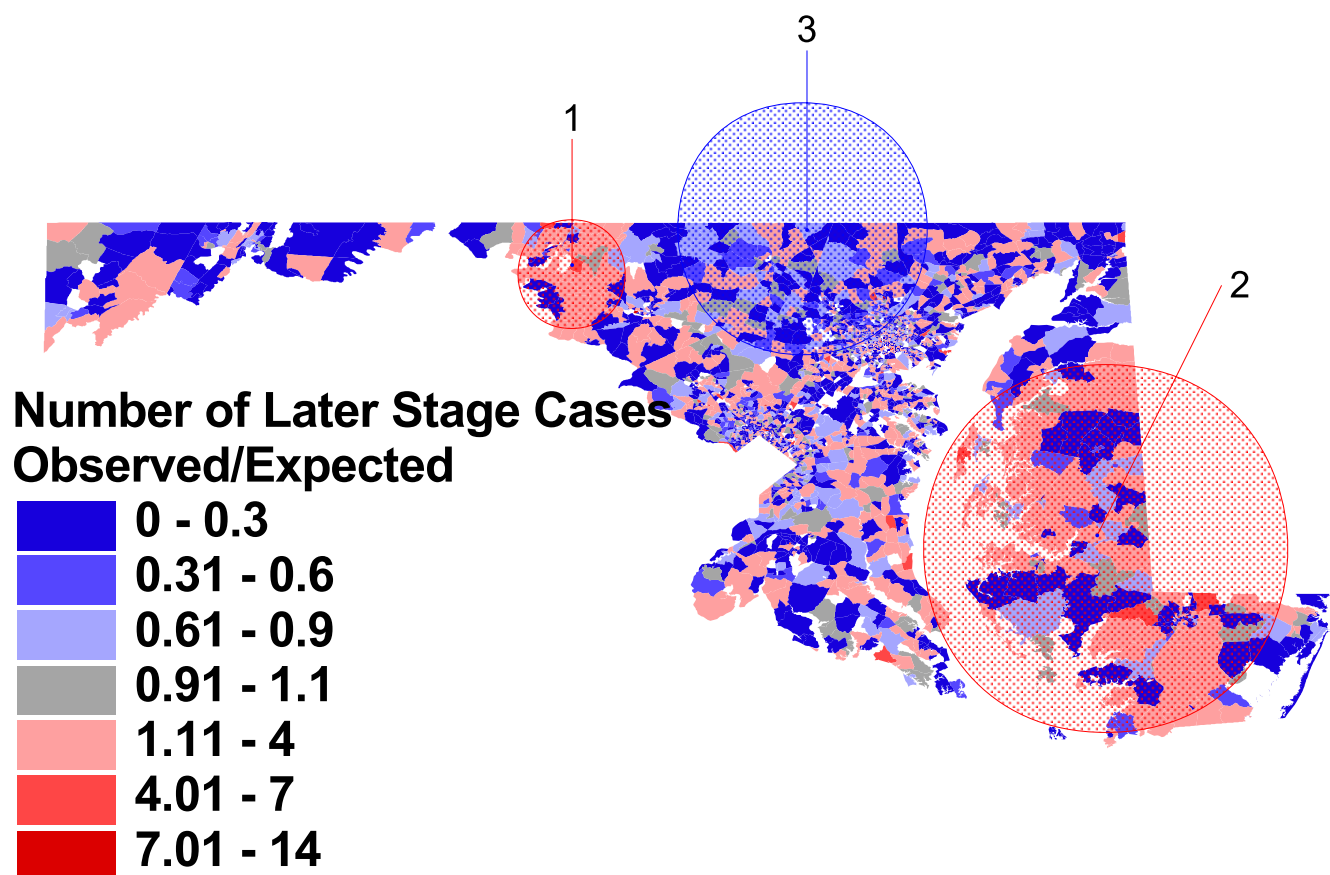 3
1
2
Number of Later Stage Cases
Observed/Expected
0 - 0.3
0.31 - 0.6
0.61 - 0.9
0.91 - 1.1
1.11 - 4
4.01 - 7
7.01 - 14